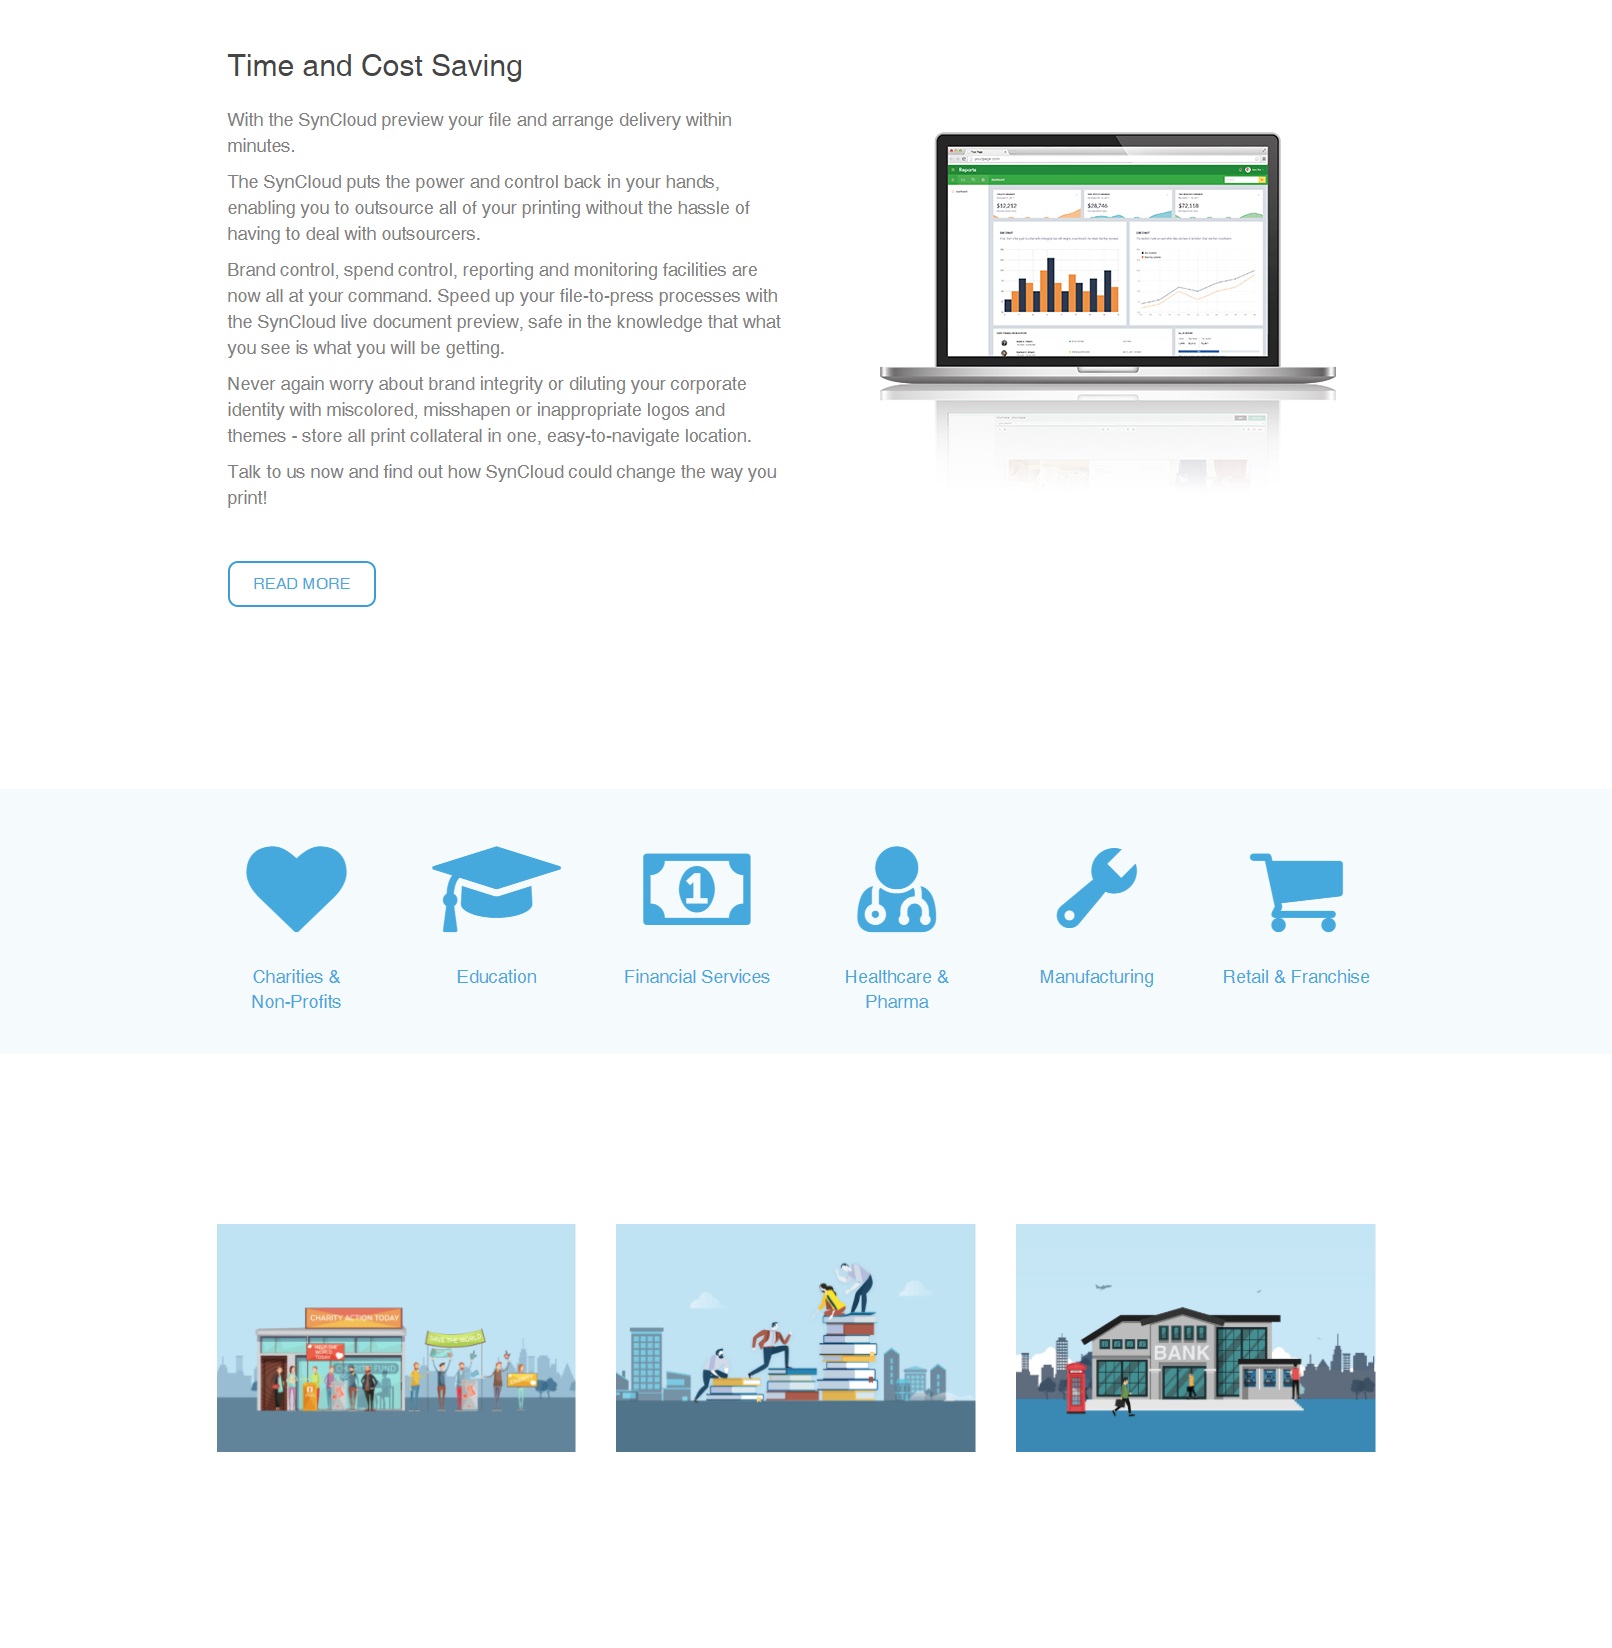 Time and Cost Saving
With the SynCloud preview your file and arrange delivery within
minutes.
The SynCloud puts the power and control back in your hands,
enabling you to outsource all of your printing without the hassle of
having to deal with outsourcers.
Brand control, spend control, reporting and monitoring facilities are
now all at your command. Speed up your file-to-press processes with
the SynCloud live document preview, safe in the knowledge that what
you see is what you will be getting.
Never again worry about brand integrity or diluting your corporate
identity with miscolored, misshapen or inappropriate logos and
themes - store all print collateral in one, easy-to-navigate location.
Talk to us now and find out how SynCloud could change the way you
print!
READ MORE
Reports
$12,212
$28,746
$72,118
1
Charities &
Non-Profits
Education
Financial Services
Healthcare &
Pharma
Manufacturing
Retail & Franchise
CHARITY ACTION TODAY
SAVE THE WORLD
HELP THE
WORLD
TODAY
FUND
BANK